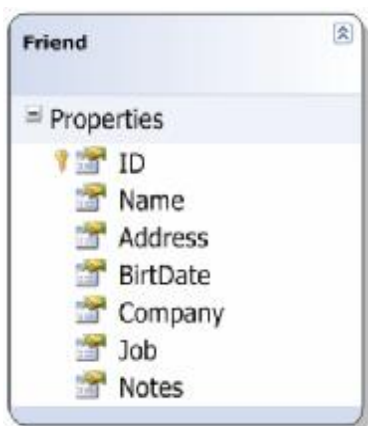 Friend
Properties
ID
Name
Address
BirtDate
Company
Job
Notes